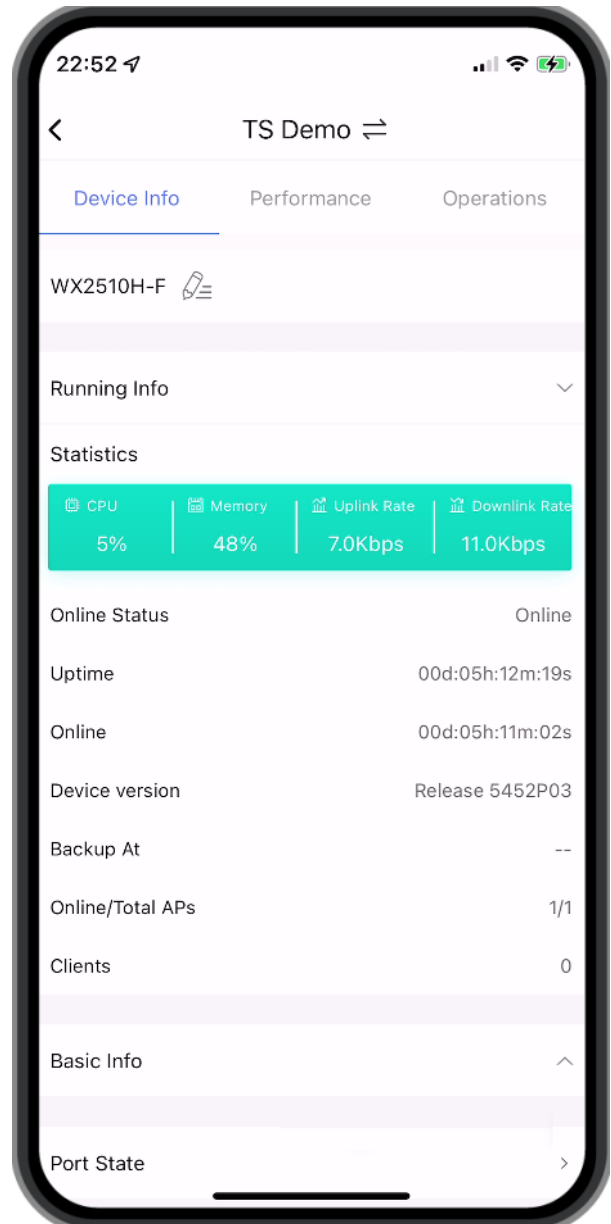 22:52
TS Demo
Device Info Performance Operations
WX2510H-F
Running Info
Statistics
CPU Memory Uplink Rate Downlink Rate
5% 48% 7.0Kbps 11.0Kbps
Online Status Online
Uptime 00d:05h:12m:19s
Online 00d:05h:11m:02s
Device version Release 5452P03
Backup At --
Online/Total APs 1/1
Clients 0
Basic Info
Port State